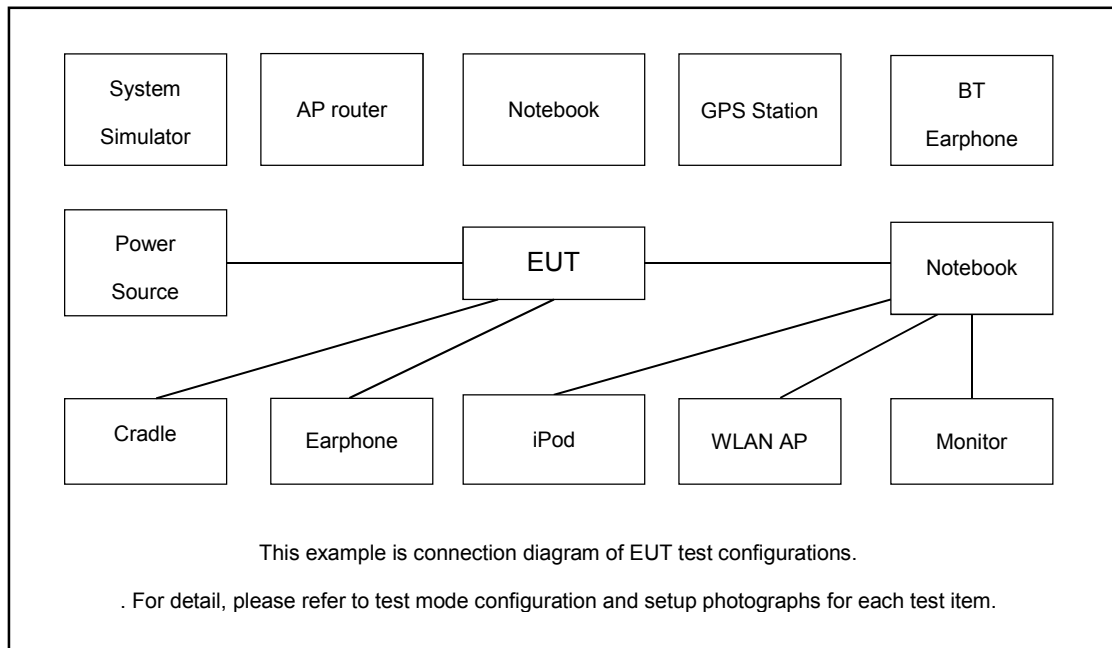 System
Simulator
AP router
Notebook
GPS Station
BT
Earphone
Power
Source
EUT
Notebook
Cradle
Earphone
iPod
WLAN AP
Monitor
This example is connection diagram of EUT test configurations.
. For detail, please refer to test mode configuration and setup photographs for each test item.